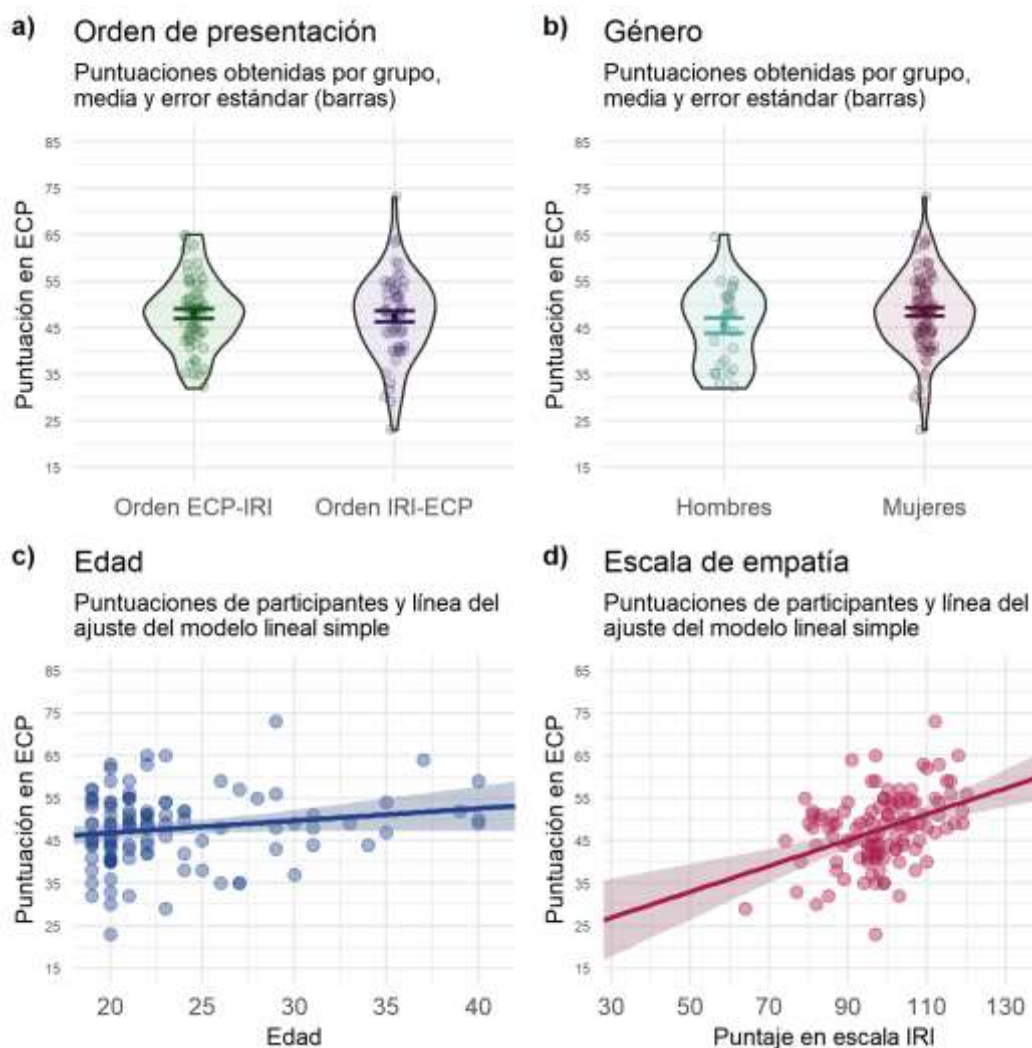 a) Orden de presentación
Puntuaciones obtenidas por grupo,
media y error estándar (barras)
Puntuación en ECP
85
75
65
55
45
35
25
15
Orden ECP-IRI Orden IRI-ECP
b) Género
Puntuaciones obtenidas por grupo,
media y error estándar (barras)
Puntuación en ECP
85
75
65
55
45
35
25
15
Hombres Mujeres
c) Edad
Puntuaciones de participantes y línea del
ajuste del modelo lineal simple
Puntuación en ECP
85
75
65
55
45
35
25
15
20 25 30 35 40
Edad
d) Escala de empatía
Puntuaciones de participantes y línea del
ajuste del modelo lineal simple
Puntuación en ECP
85
75
65
55
45
35
25
15
30 50 70 90 110 130
Puntaje en escala IRI